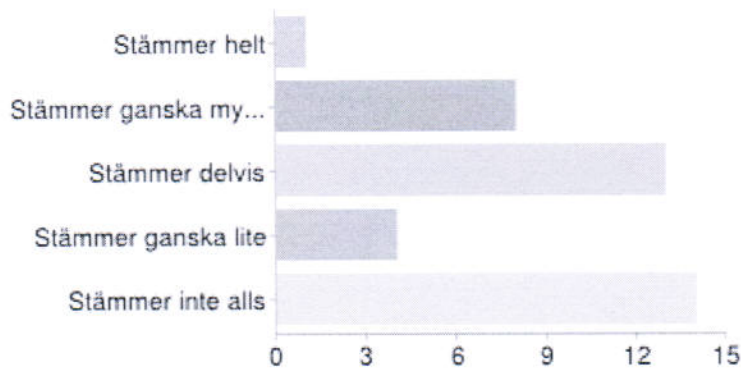 Stämmer helt
Stämmer ganska my...
Stämmer delvis
Stämmer ganska lite
Stämmer inte alls
0 3 6 9 12 15